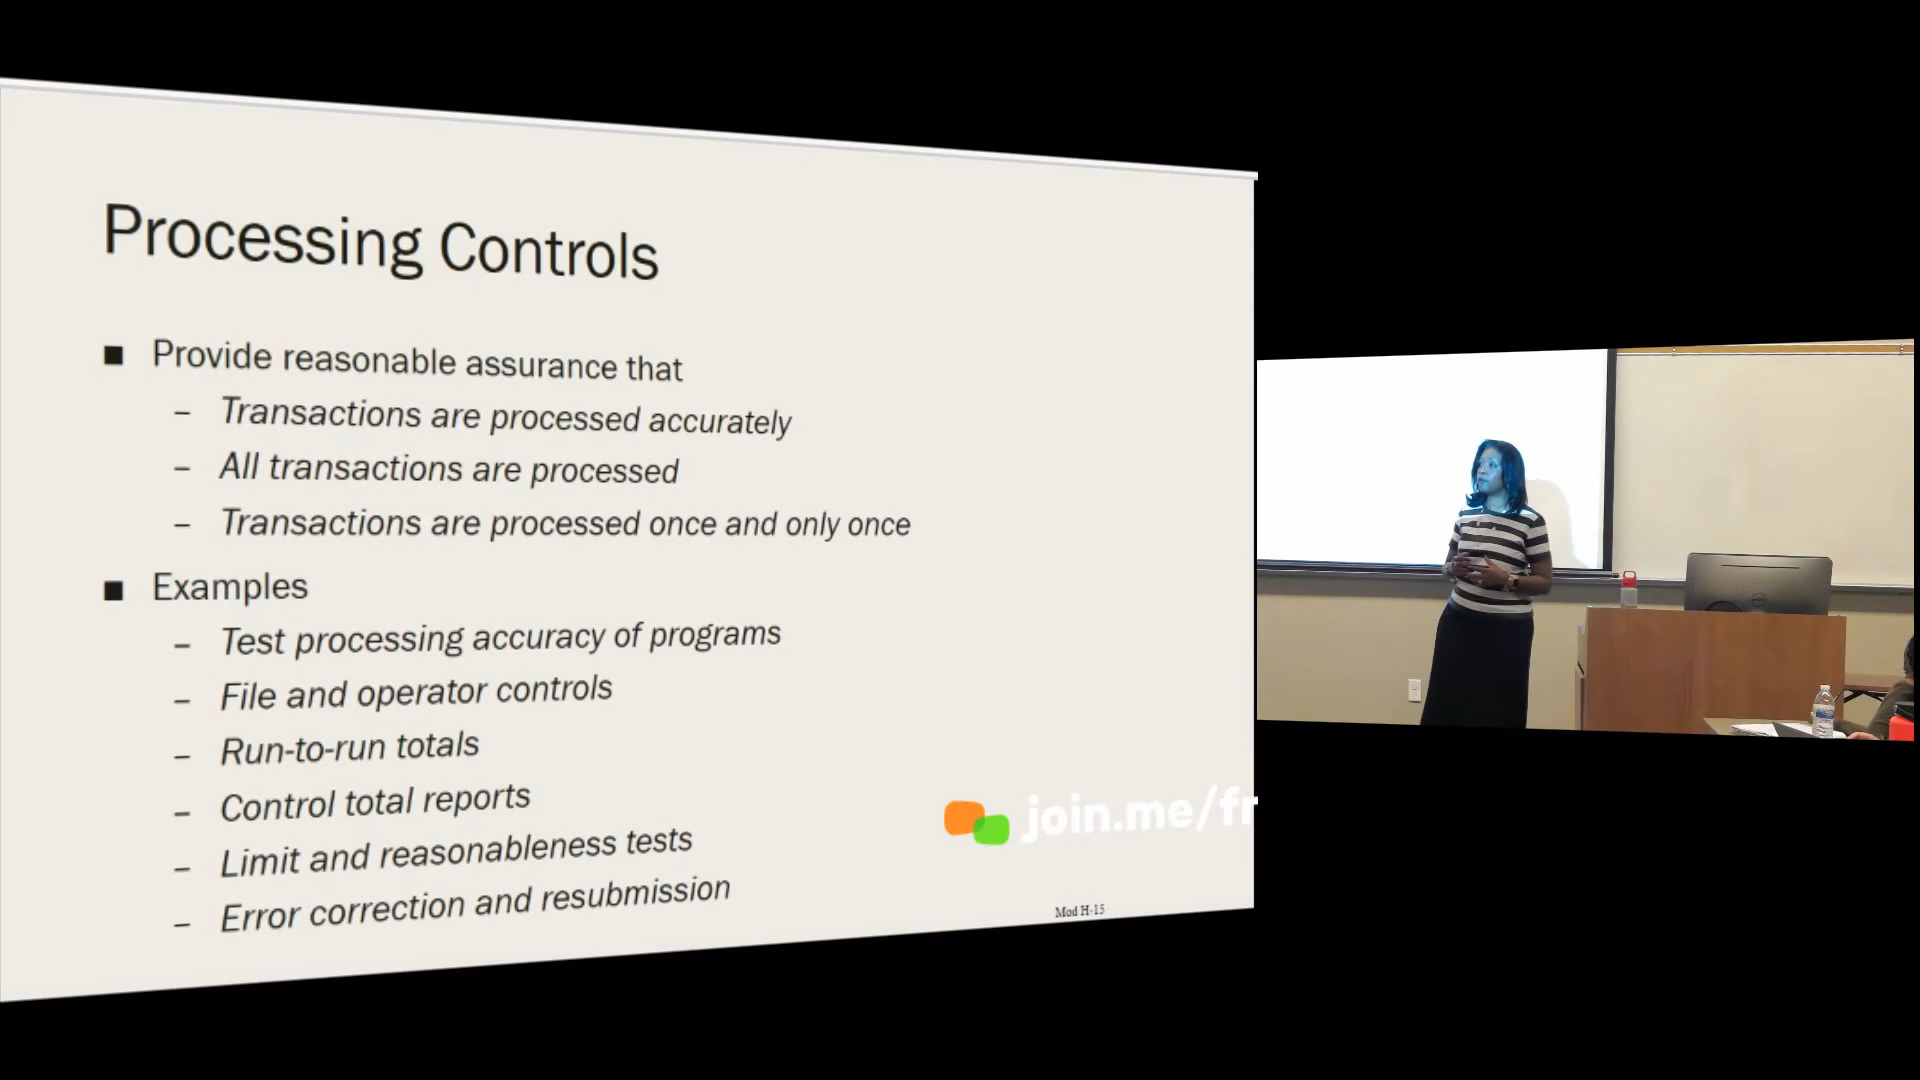 Processing Controls
■ Provide reasonable assurance that
– Transactions are processed accurately
– All transactions are processed
– Transactions are processed once and only once
■ Examples
– Test processing accuracy of programs
– File and operator controls
– Run-to-run totals
– Control total reports
– Limit and reasonableness tests
– Error correction and resubmission
join.me/fr
Mod H-15